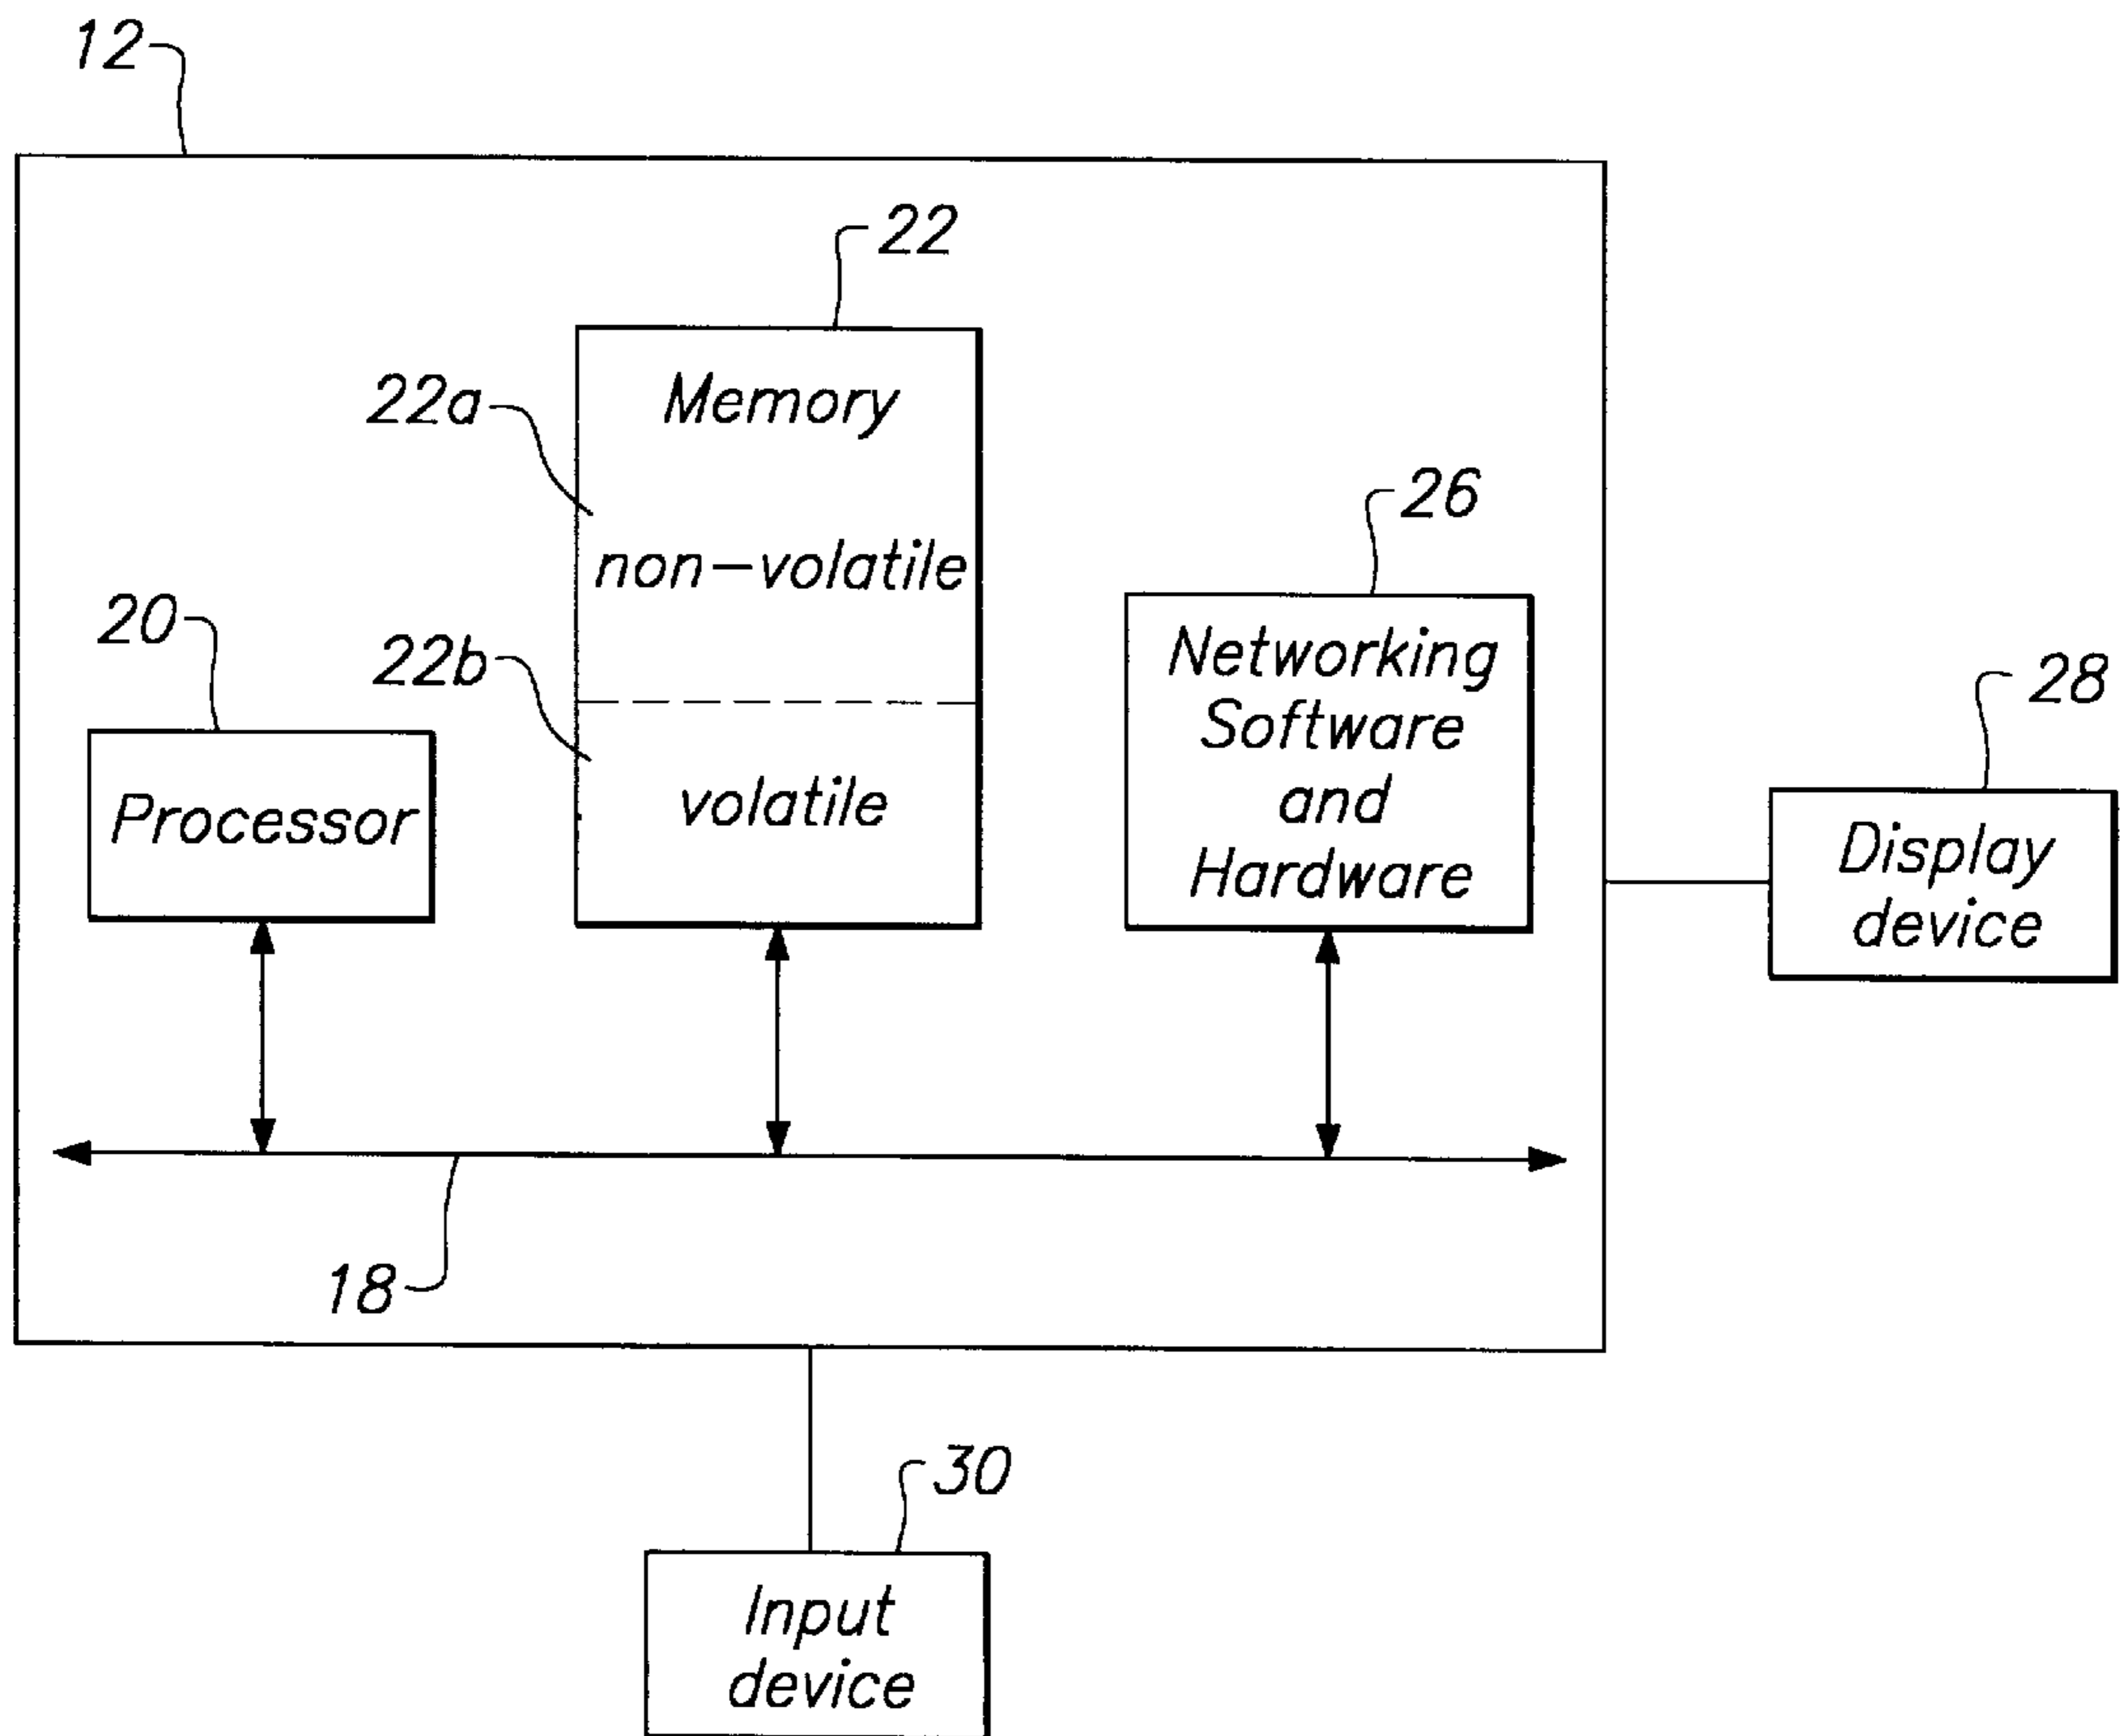 12
22
22a
Memory
26
non-volatile
20
22b
Networking
Software
and
Hardware
28
Processor
volatile
Display
device
18
30
Input
device